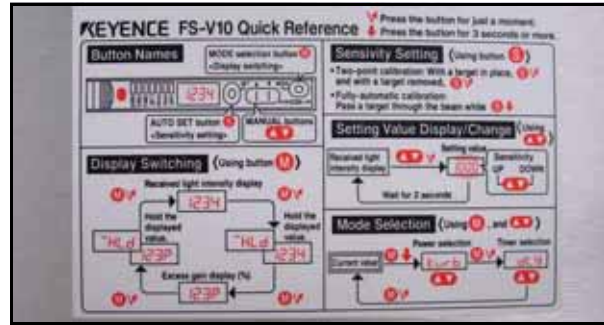 KEYENCE FS-V10 Quick Reference
Press the button for just a moment.
Press the button for 3 seconds or more.
Button Names
MODE selection button
<Display switching>
1234
AUTO SET button S
<Sensitivity setting>
MANUAL buttons
Display Switching (Using button M)
Received light intensity display
M
1234
M
Hold the
displayed
value.
HLd
123P
Hold the
displayed
value.
HLd
1234
Excess gain display (%)
M
123P
M
Sensivity Setting (Using button S)
• Two-point calibration: With a target in place, S
and with a target removed, S
• Fully-automatic calibration:
Pass a target through the beam while S
Setting Value Display/Change (Using )
Received light
intensity display
Setting value
Sensitivity
UP DOWN
Wait for 2 seconds
Mode Selection (Using M, and )
Current value
M
Power selection
turb
M
Timer selection
M